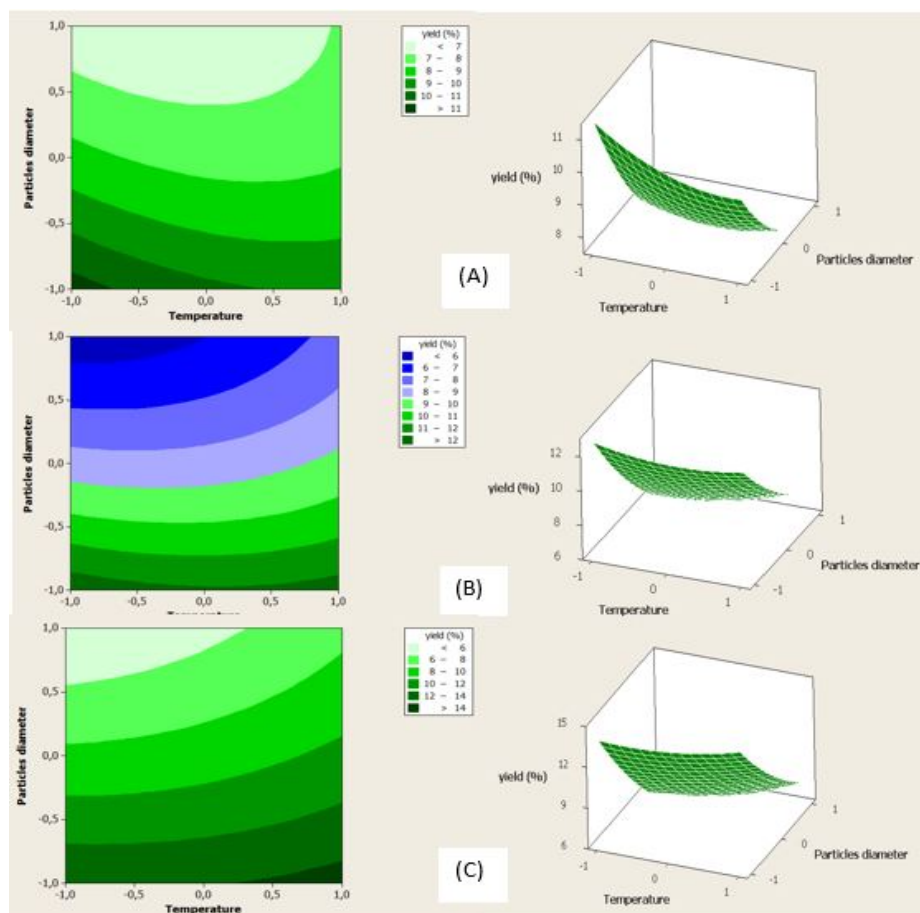 yield (%)
< 7
7 – 8
8 – 9
9 – 10
10 – 11
> 11
1,0
0,5
0,0
-0,5
-1,0
Particles diameter
-1,0 -0,5 0,0 0,5 1,0
Temperature
(A)
11
10
9
8
yield (%)
-1 0 1
Temperature
1
0
-1
Particles diameter
yield (%)
< 6
6 – 7
7 – 8
8 – 9
9 – 10
10 – 11
11 – 12
> 12
1,0
0,5
0,0
-0,5
-1,0
Particles diameter
-1,0 -0,5 0,0 0,5 1,0
Temperature
(B)
12
10
8
6
yield (%)
-1 0 1
Temperature
1
0
-1
Particles diameter
yield (%)
< 6
6 – 8
8 – 10
10 – 12
12 – 14
> 14
1,0
0,5
0,0
-0,5
-1,0
Particles diameter
-1,0 -0,5 0,0 0,5 1,0
Temperature
(C)
15
12
9
6
yield (%)
-1 0 1
Temperature
1
0
-1
Particles diameter